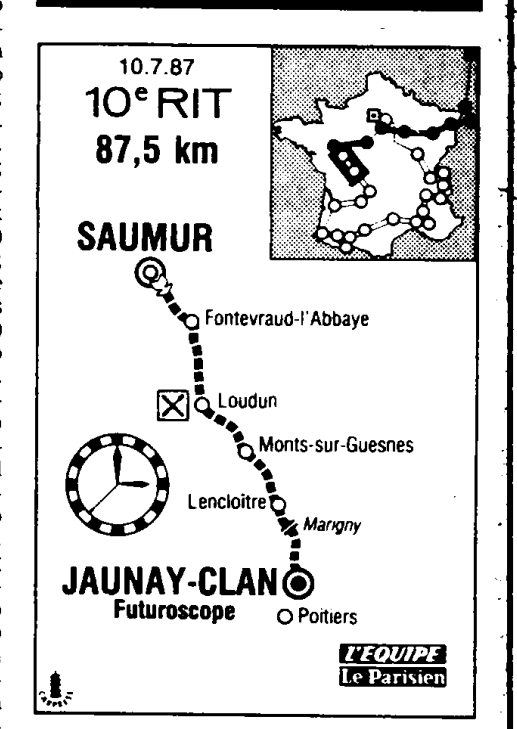 10.7.87
10e RIT
87,5 km
SAUMUR
Fontevraud-l'Abbaye
Loudun
Monts-sur-Guesnes
Lencloître
Marigny
JAUNAY-CLAN
Futuroscope
Poitiers
L'EQUIPE
Le Parisien